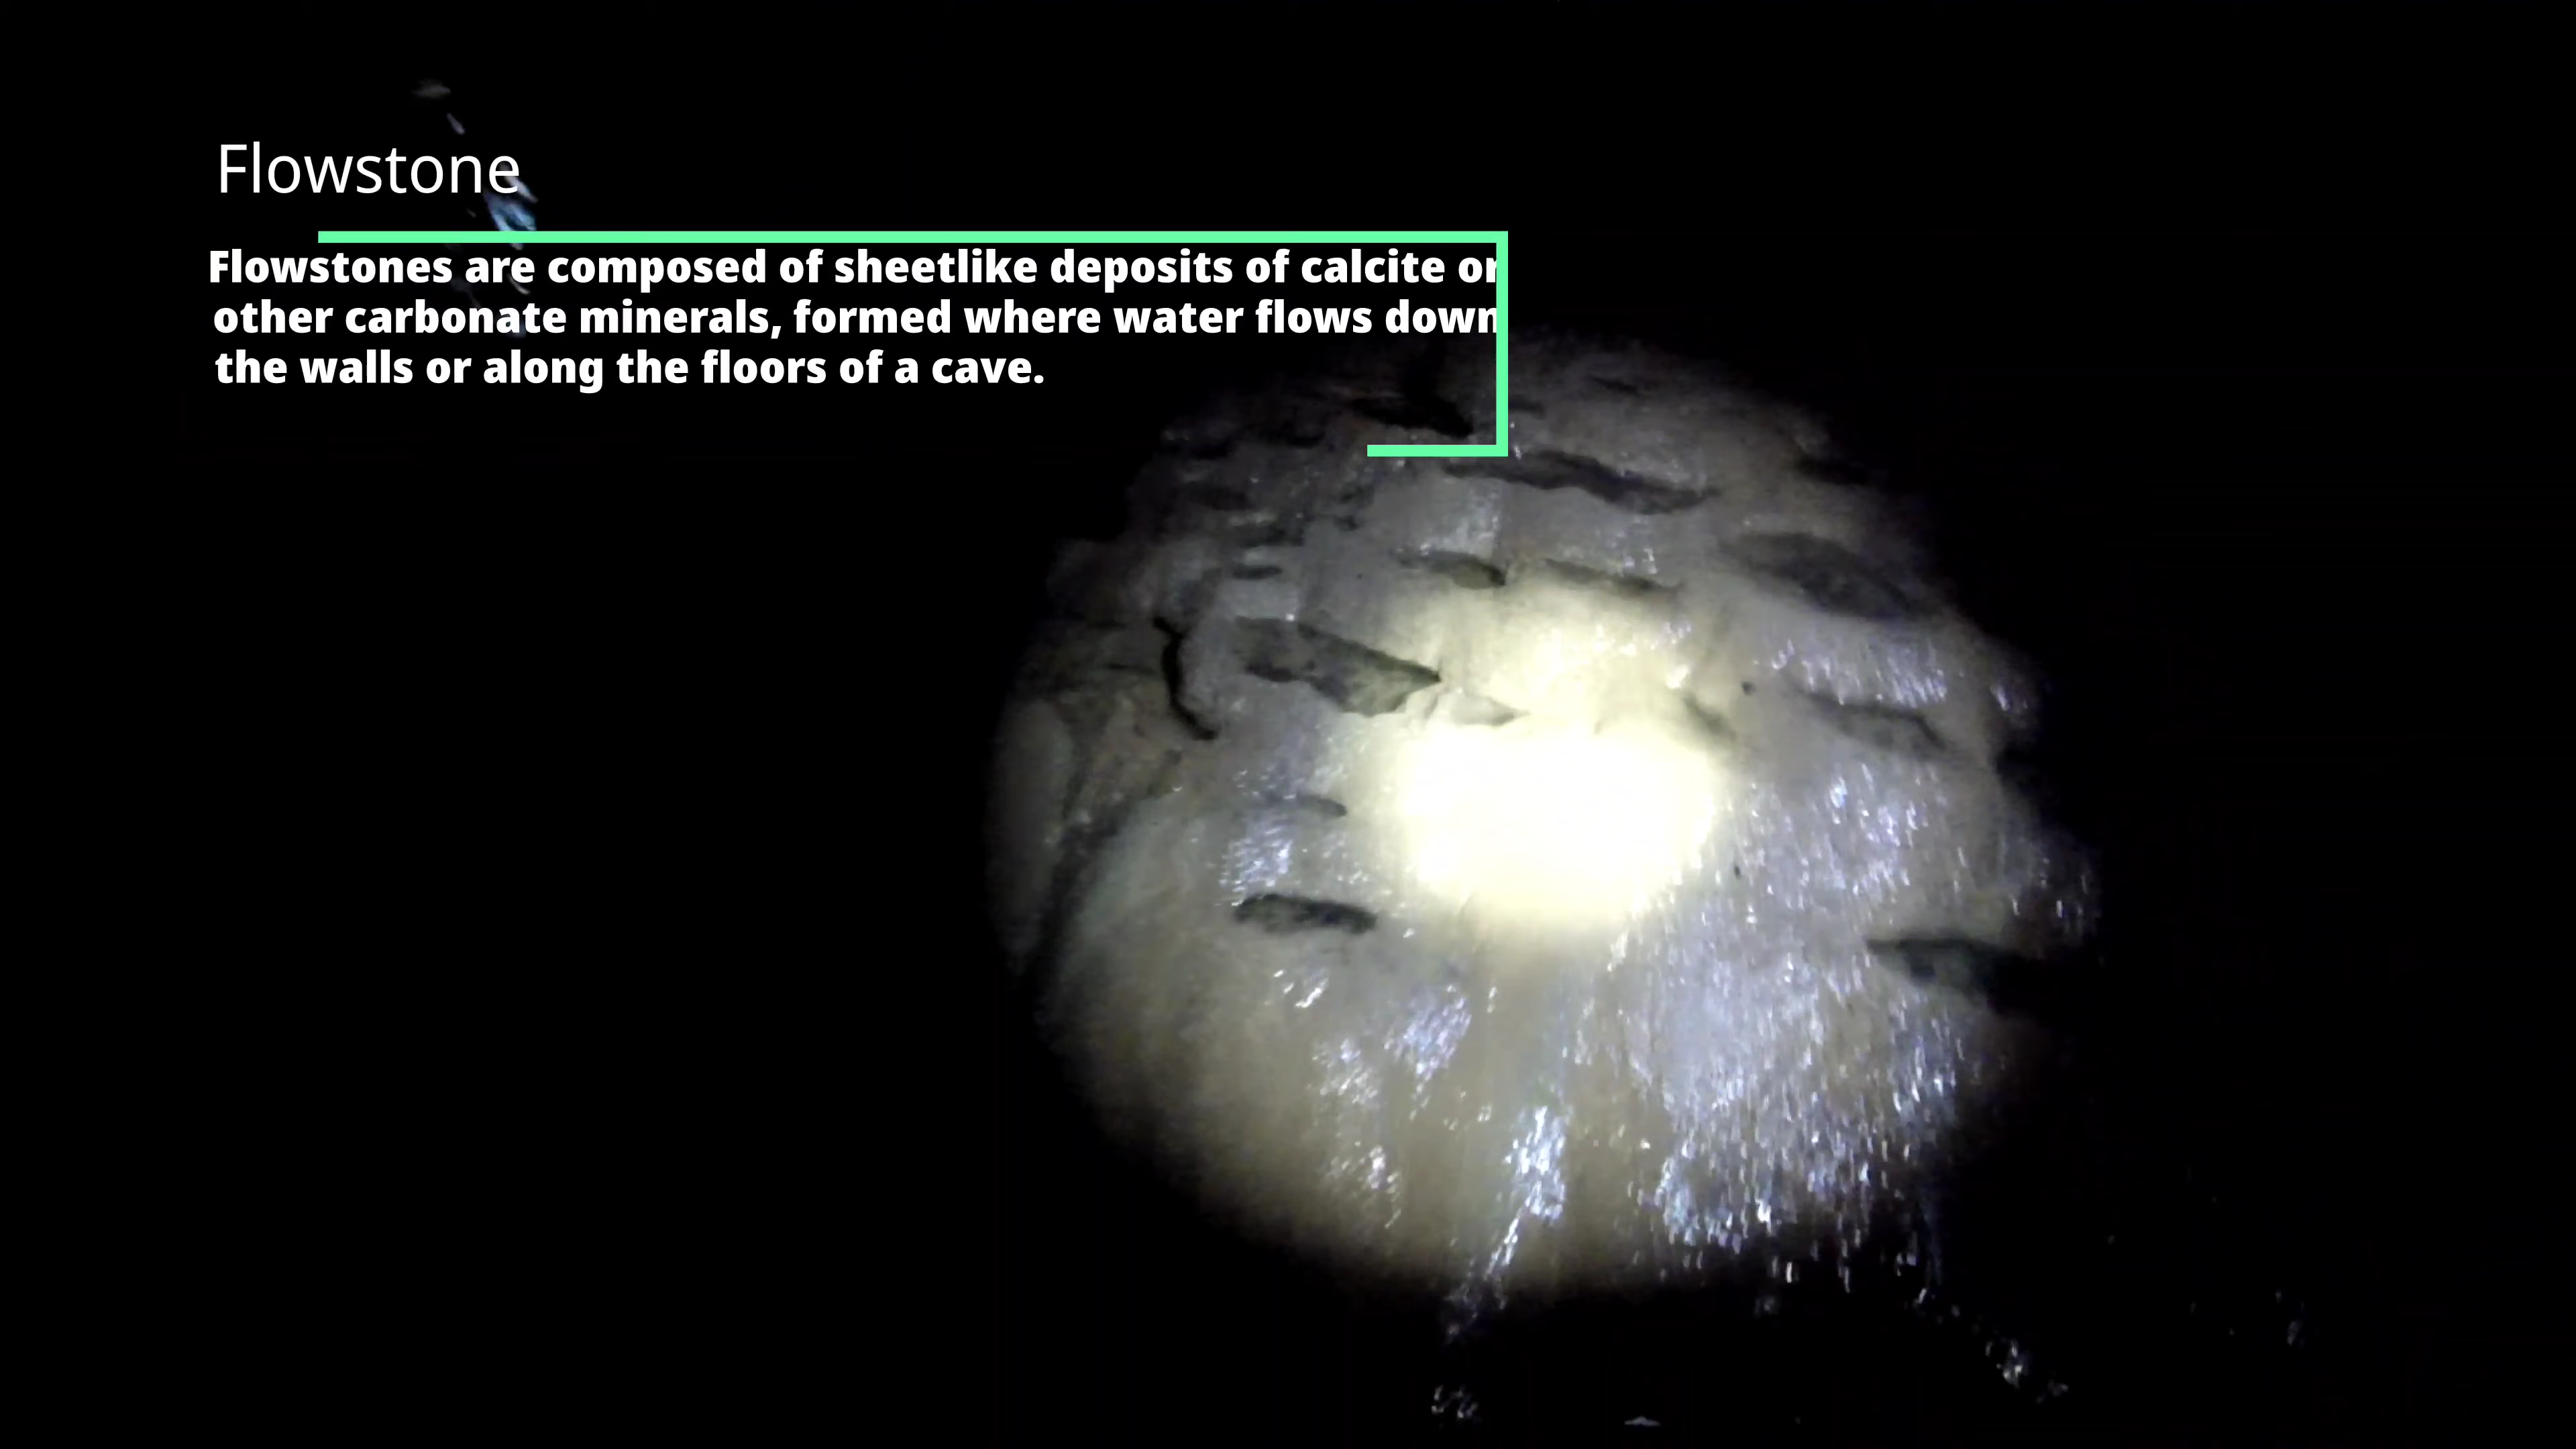 Flowstone
Flowstones are composed of sheetlike deposits of calcite or
other carbonate minerals, formed where water flows down
the walls or along the floors of a cave.